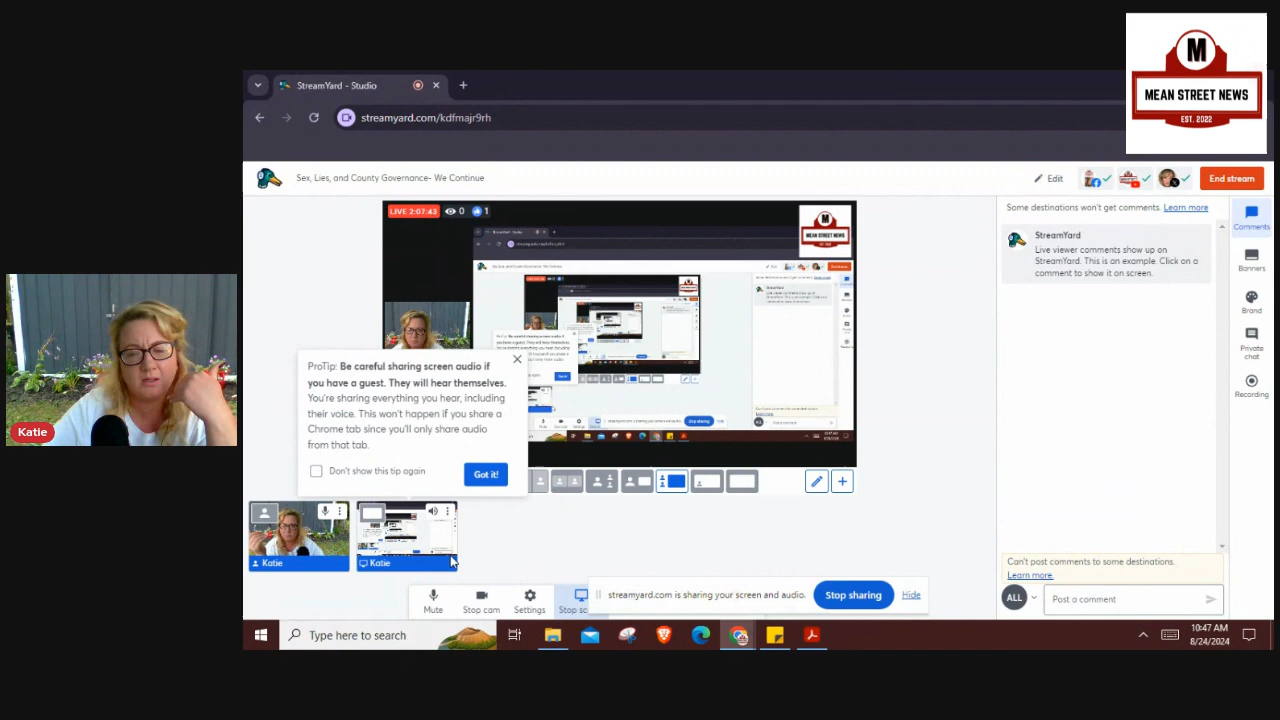 M
MEAN STREET NEWS
EST. 2022
StreamYard - Studio
streamyard.com/kdfmajr9rh
Sex, Lies, and County Governance- We Continue
Edit
End stream
LIVE 2:07:43
0
1
M
MEAN STREET NEWS
Some destinations won't get comments. Learn more
StreamYard
Live viewer comments show up on
StreamYard. This is an example. Click on a
comment to show it on screen.
Comments
Banners
Brand
Private
chat
Recording
ProTip: Be careful sharing screen audio if
you have a guest. They will hear themselves.
You're sharing everything you hear, including
their voice. This won't happen if you share a
Chrome tab since you'll only share audio
from that tab.
Don't show this tip again
Got it!
Katie
Katie
Katie
Can't post comments to some destinations.
Learn more.
ALL
Post a comment
Mute
Stop cam
Settings
Stop sc
streamyard.com is sharing your screen and audio.
Stop sharing
Hide
Type here to search
10:47 AM
8/24/2024